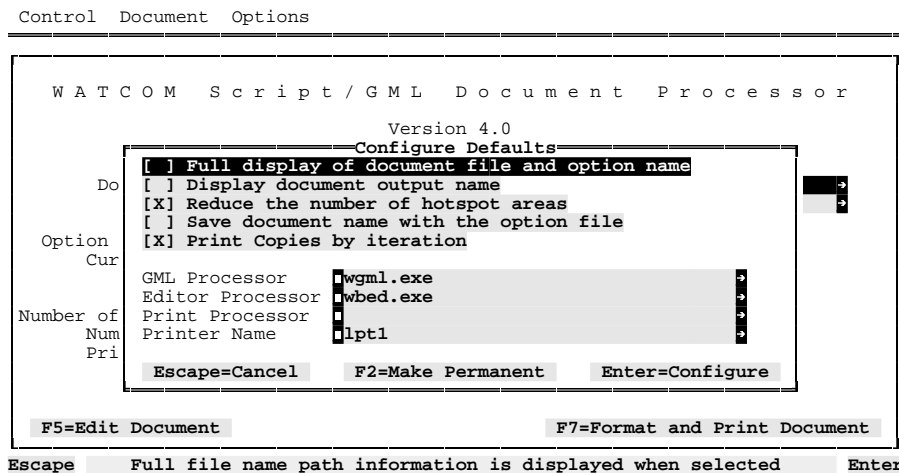 Control  Document  Options
W A T C O M   S c r i p t / G M L   D o c u m e n t   P r o c e s s o r
Version 4.0
Configure Defaults
[ ] Full display of document file and option name
Do [ ] Display document output name
[X] Reduce the number of hotspot areas
[ ] Save document name with the option file
Option [X] Print Copies by iteration
Cur
GML Processor wgml.exe
Editor Processor wbed.exe
Number of Print Processor
Num Printer Name lpt1
Pri
Escape=Cancel F2=Make Permanent Enter=Configure
F5=Edit Document F7=Format and Print Document
Escape Full file name path information is displayed when selected Enter